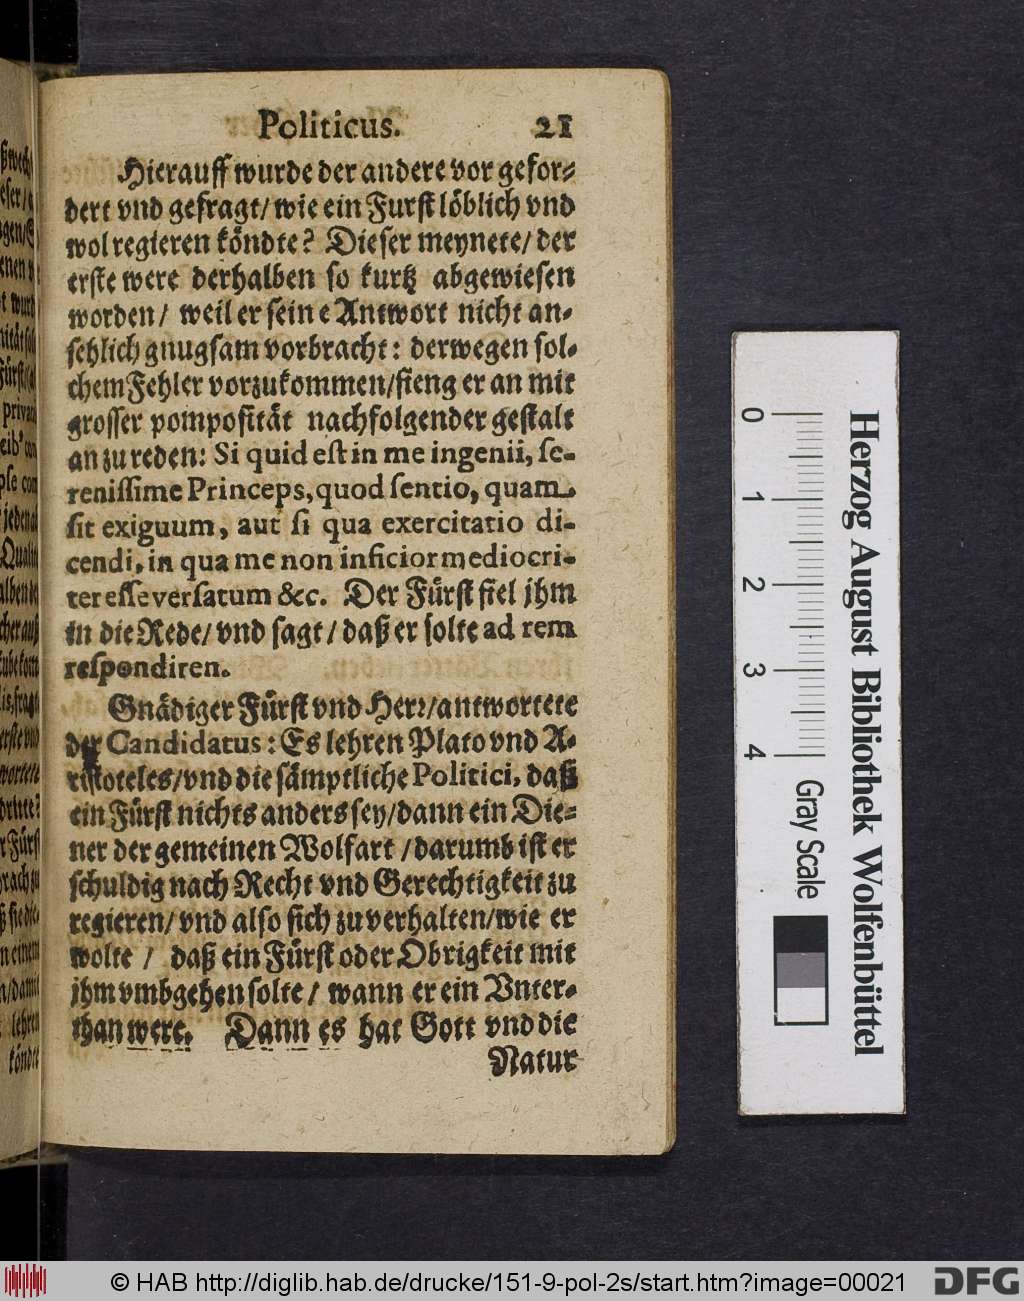 Politicus. 21
Hierauff wurde der andere vor gefor-
dert vnd gefragt/ wie ein Furst löblich vnd
wol regieren köndte? Dieser meynete/ der
erste were derhalben so kurtz abgewiesen
worden/ weil er sein e Antwort nicht an-
sehlich gnugsam vorbracht: derwegen sol-
chem Fehler vorzukommen/ fieng er an mit
grosser pomposität nachfolgender gestalt
an zu reden: Si quid est in me ingenii, se-
renissime Princeps, quod sentio, quam
sit exiguum, aut si qua exercitatio di-
cendi, in qua me non inficior mediocri-
ter esse versatum &c. Der Fürst fiel jhm
in die Rede/ vnd sagt/ daß er solte ad rem
respondiren.
Gnädiger Fürst vnd Herr/ antwortete
der Candidatus: Es lehren Plato vnd A-
ristoteles/ vnd die sämptliche Politici, daß
ein Fürst nichts anders sey/ dann ein Die-
ner der gemeinen Wolfart / darumb ist er
schuldig nach Recht vnd Gerechtigkeit zu
regieren/ vnd also sich zu verhalten/ wie er
wolte / daß ein Fürst oder Obrigkeit mit
jhm vmbgehen solte / wann er ein Vnter-
than were. Dann es hat Gott vnd die
Natur
0 1 2 3 4
Gray Scale
Herzog August Bibliothek Wolfenbüttel
© HAB http://diglib.hab.de/drucke/151-9-pol-2s/start.htm?image=00021
DFG